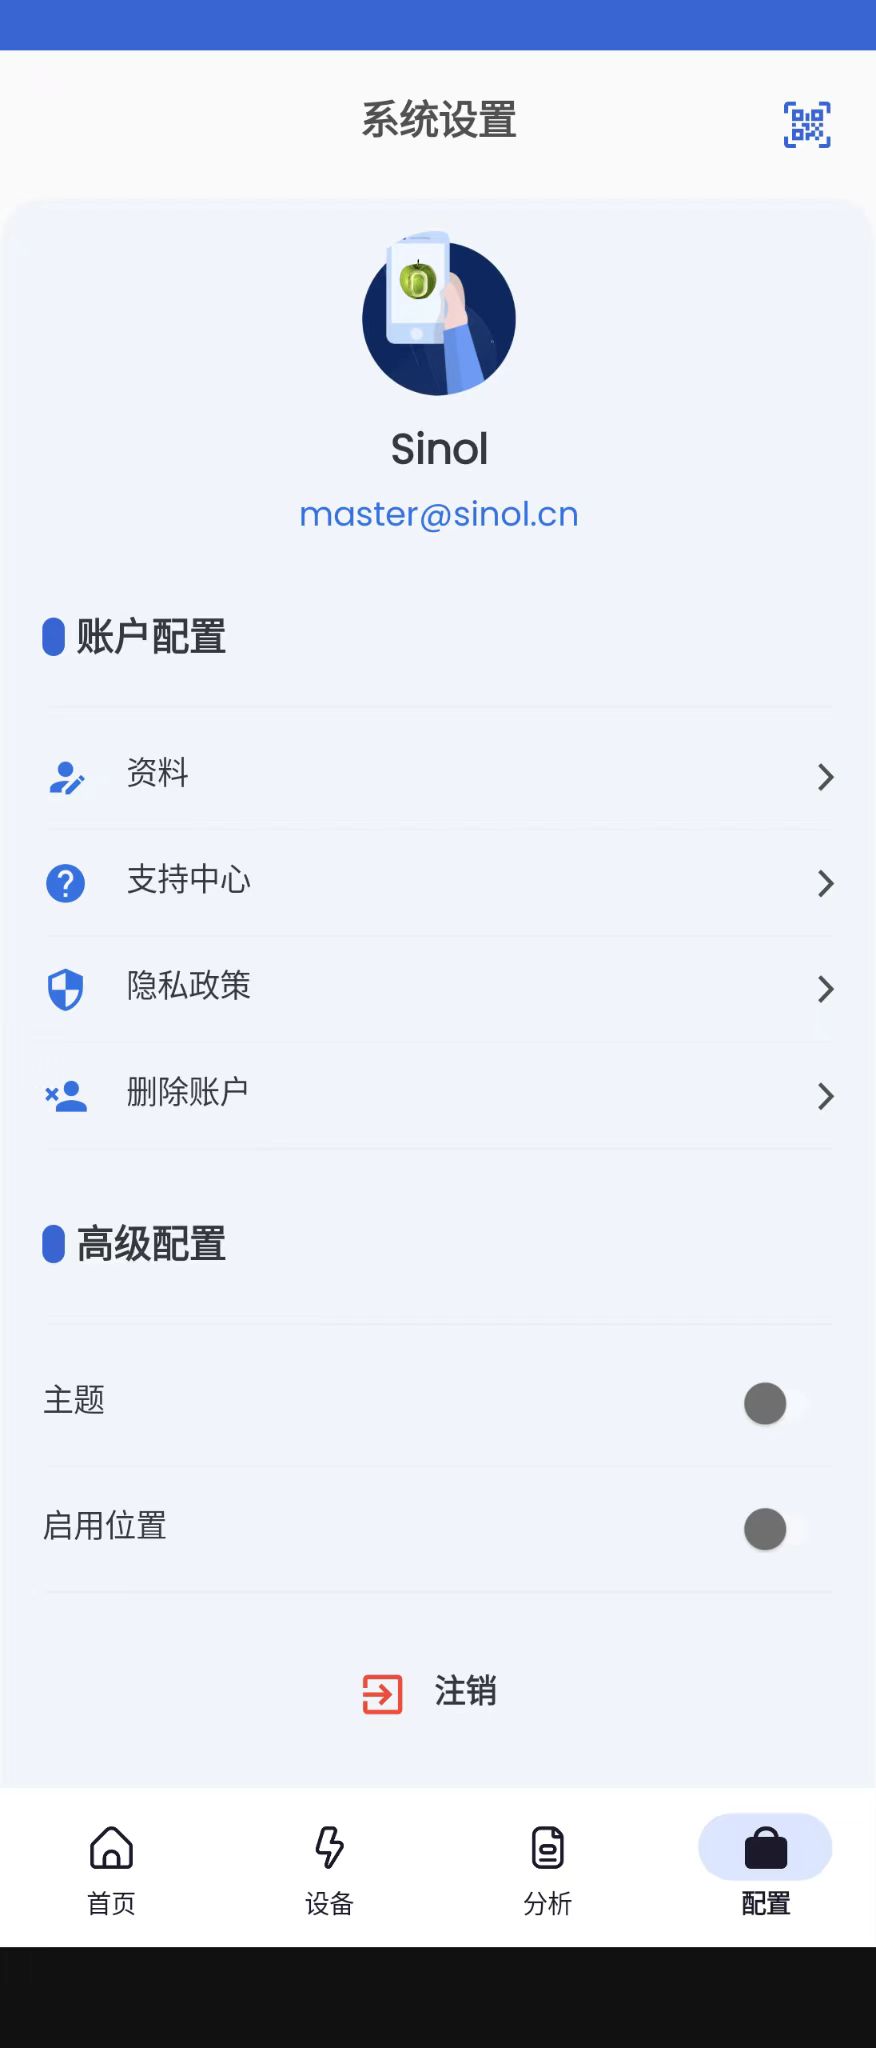 系统设置
Sinol
master@sinol.cn
账户配置
资料
支持中心
隐私政策
删除账户
高级配置
主题
启用位置
注销
首页
设备
分析
配置